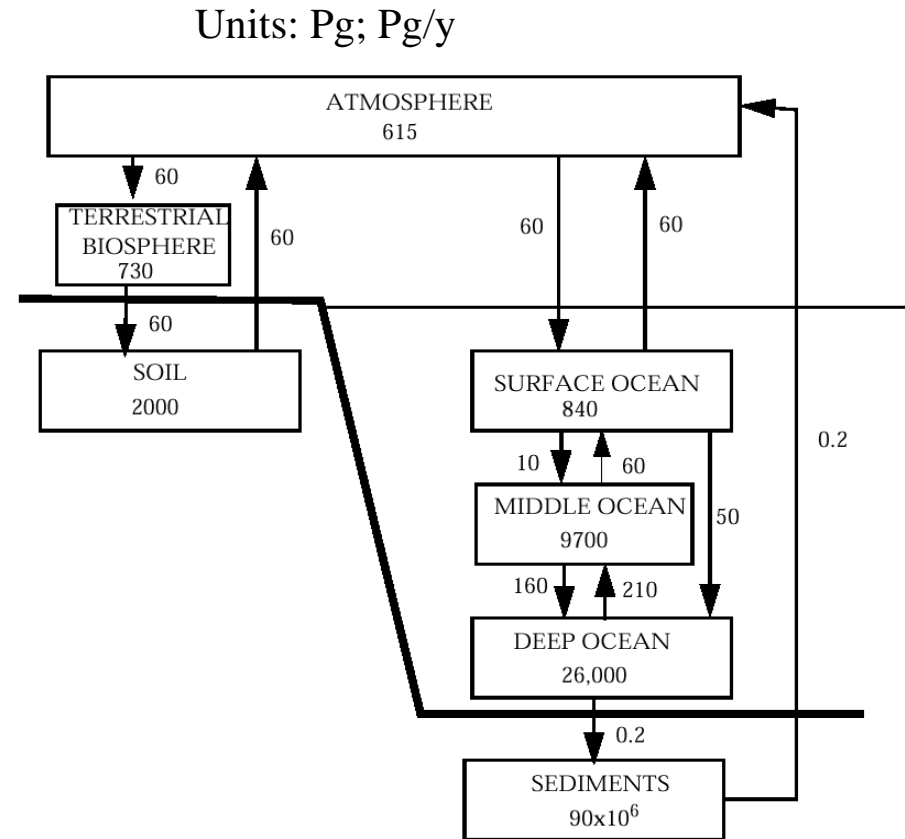 Units: Pg; Pg/y
ATMOSPHERE
615
60
60
60
60
TERRESTRIAL
BIOSPHERE
730
60
SOIL
2000
SURFACE OCEAN
840
0.2
10
60
50
MIDDLE OCEAN
9700
160
210
DEEP OCEAN
26,000
0.2
SEDIMENTS
90x10⁶